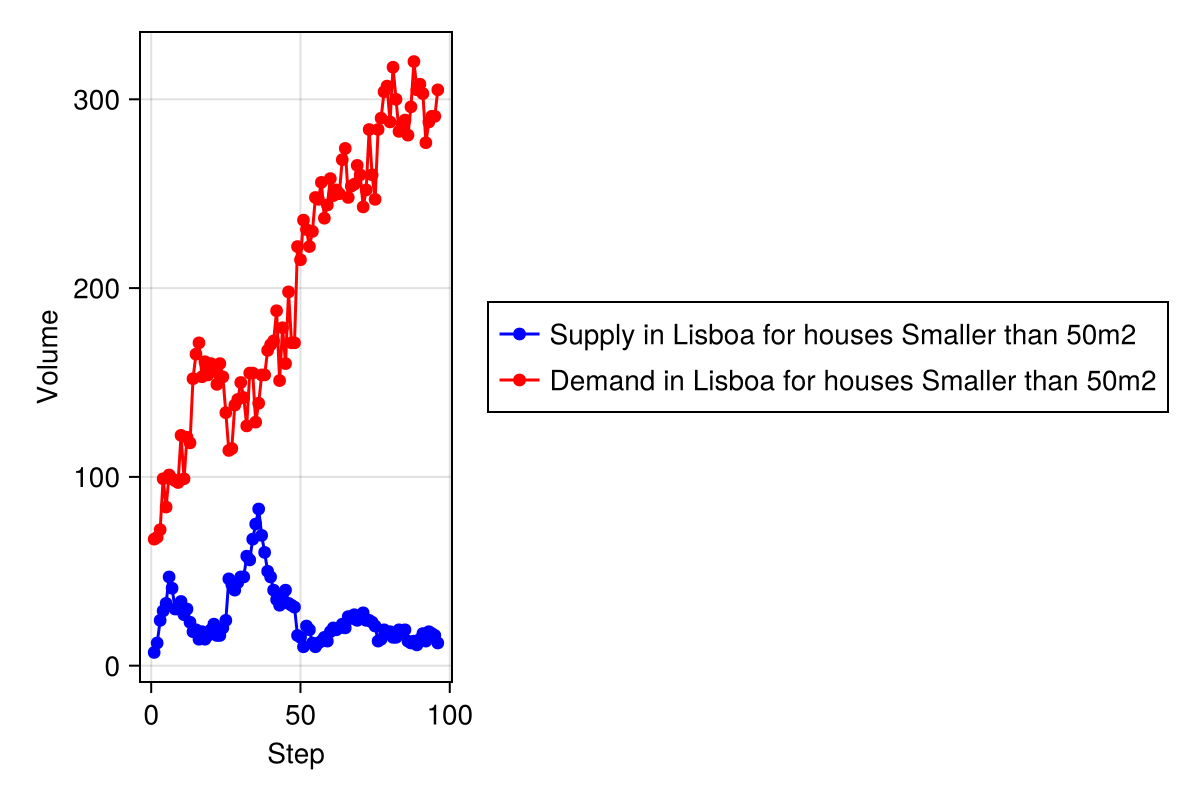 Volume
300
200
100
0
0
50
100
Step
Supply in Lisboa for houses Smaller than 50m2
Demand in Lisboa for houses Smaller than 50m2